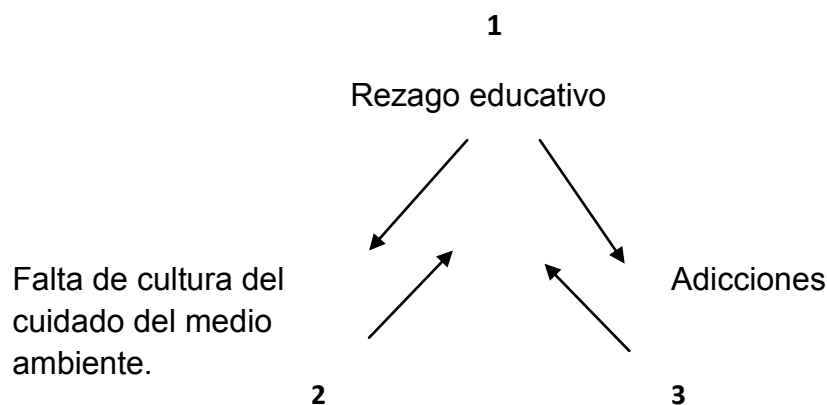 1
Rezago educativo
Falta de cultura del
cuidado del medio
ambiente.
Adicciones
2
3